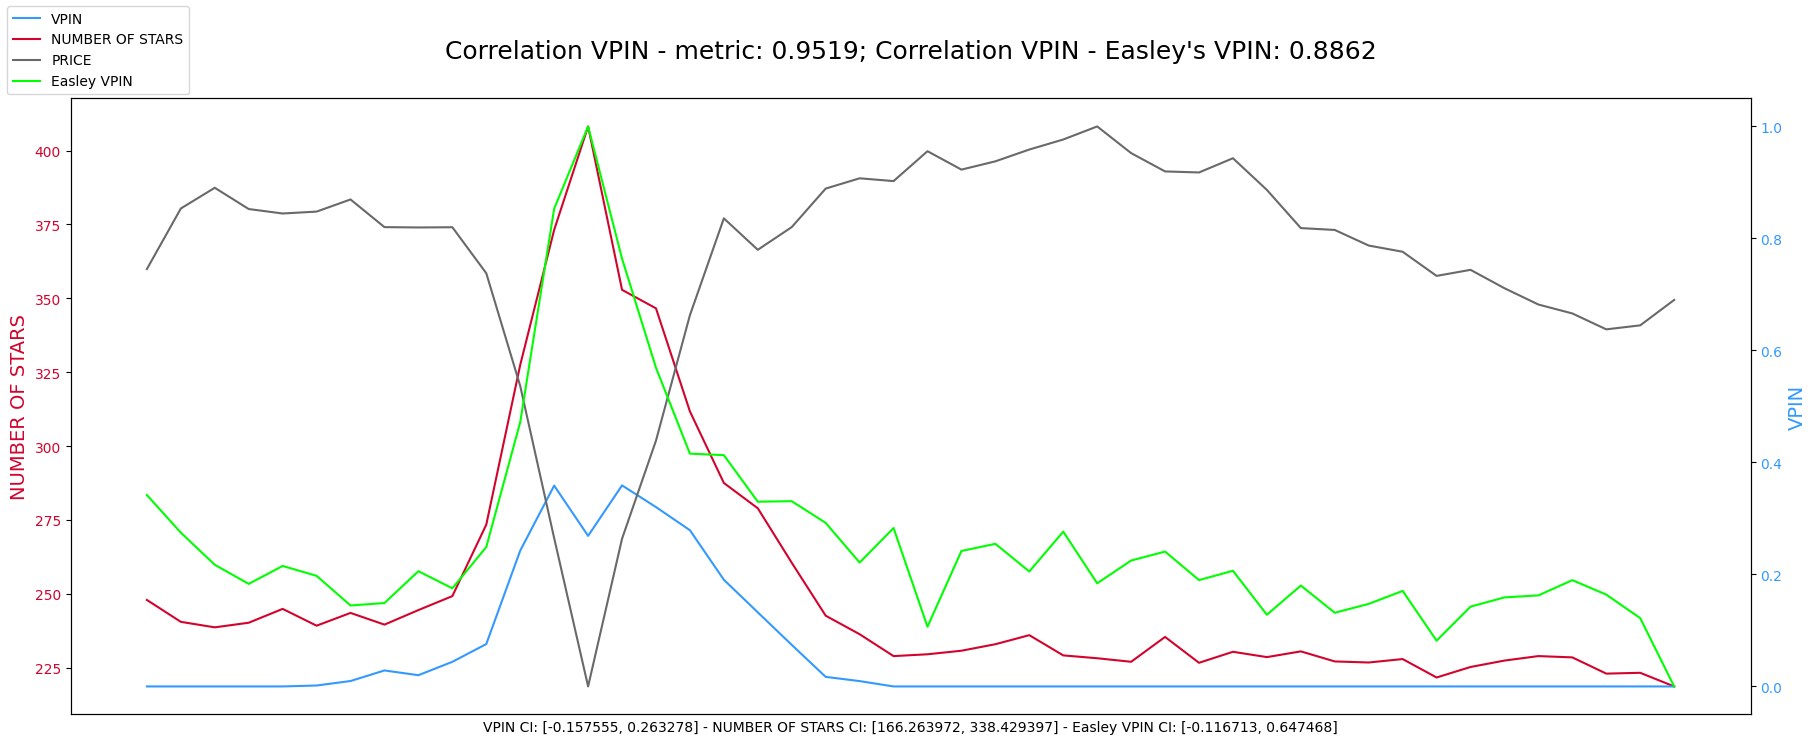 VPIN
NUMBER OF STARS
PRICE
Easley VPIN
Correlation VPIN - metric: 0.9519; Correlation VPIN - Easley's VPIN: 0.8862
NUMBER OF STARS
400
375
350
325
300
275
250
225
1.0
0.8
0.6
0.4
0.2
0.0
VPIN
VPIN CI: [-0.157555, 0.263278] - NUMBER OF STARS CI: [166.263972, 338.429397] - Easley VPIN CI: [-0.116713, 0.647468]